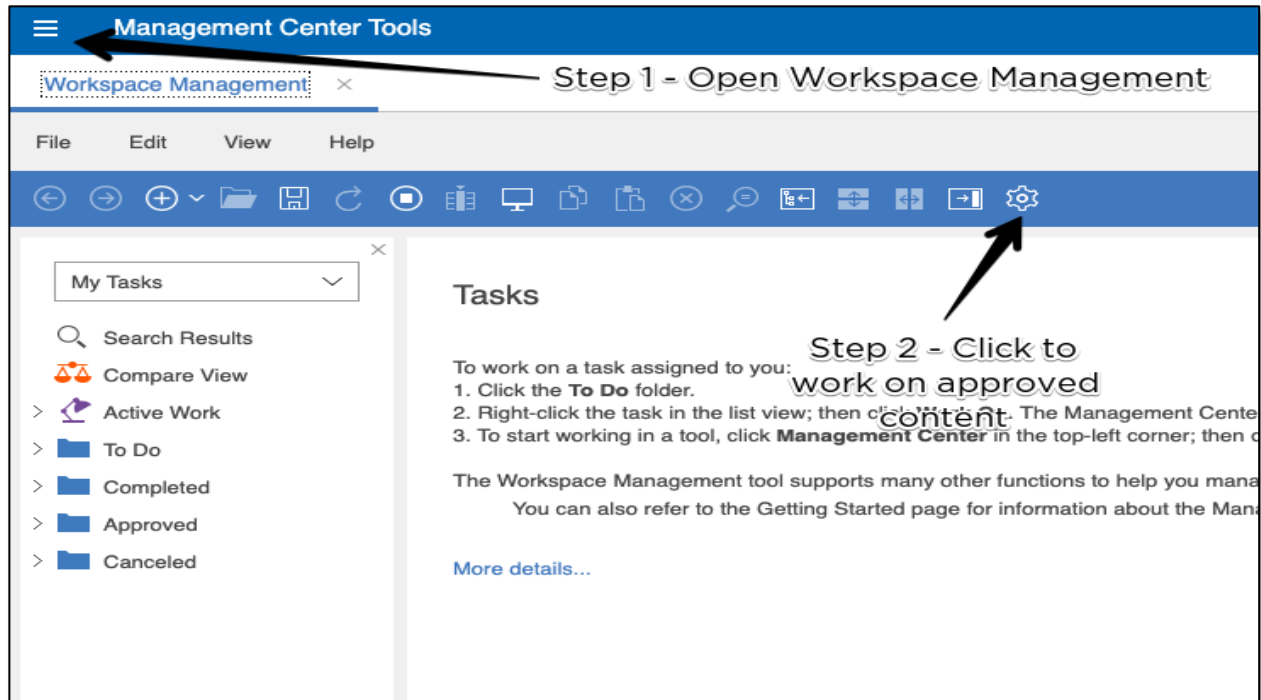 Management Center Tools
Workspace Management
Step 1 - Open Workspace Management
File Edit View Help
My Tasks
Search Results
Compare View
Active Work
To Do
Completed
Approved
Canceled
Tasks
To work on a task assigned to you:
1. Click the To Do folder.
2. Right-click the task in the list view; then The Management Cente
3. To start working in a tool, click Management Center in the top-left corner; then
The Workspace Management tool supports many other functions to help you mana
You can also refer to the Getting Started page for information about the Man
More details...
Step 2 - Click to
work on approved
content